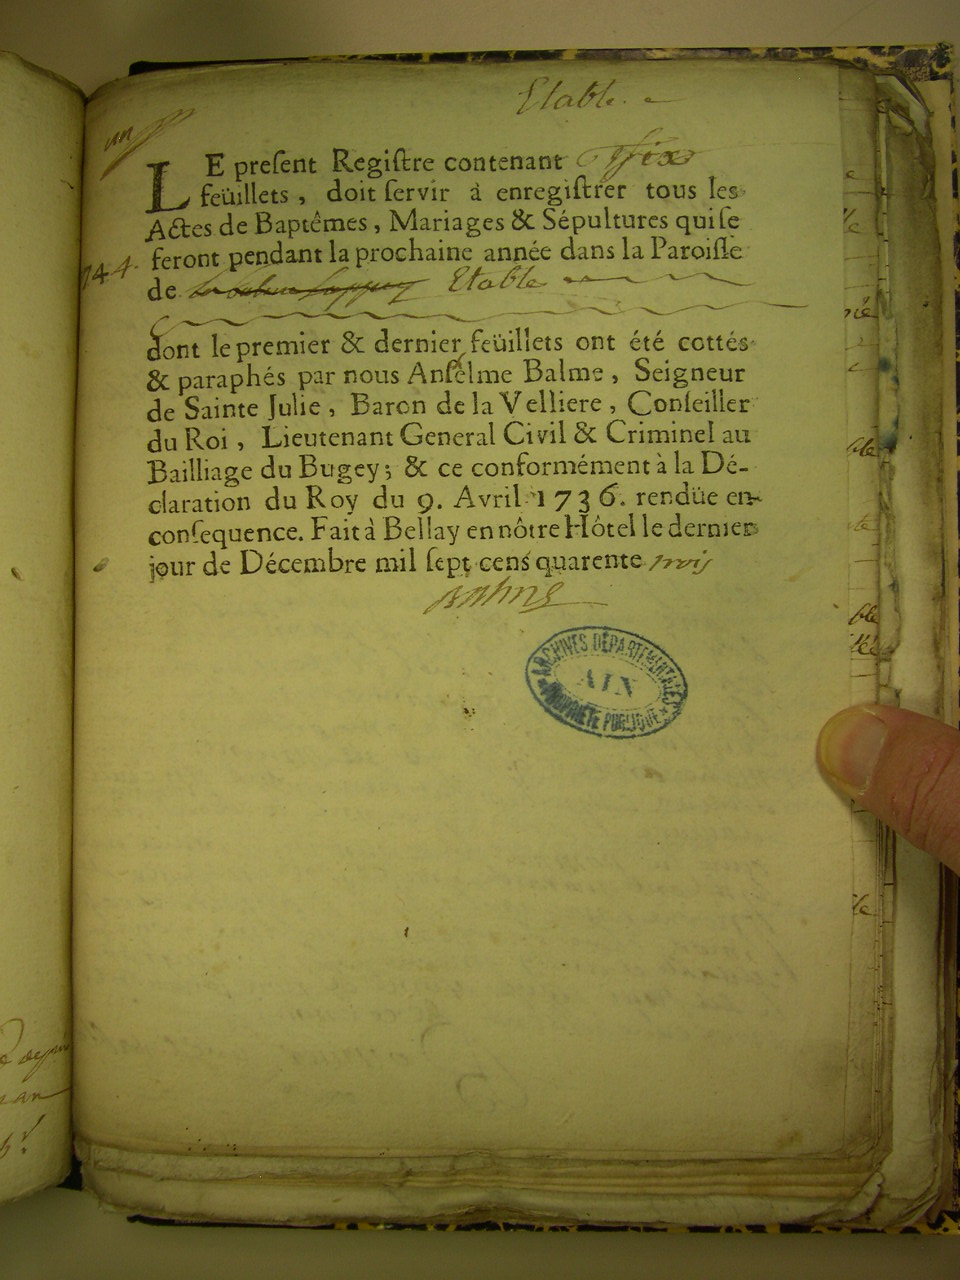 Etable
LE preſent Regiſtre contenant ſix
feüillets, doit ſervir à enregiſtrer tous les
Actes de Baptêmes, Mariages & Sépultures qui ſe
744. feront pendant la prochaine année dans la Paroiſſe
de Etable
dont le premier & dernier feüillets ont été cottés
& paraphés par nous Anſelme Balme, Seigneur
de Sainte Julie, Baron de la Velliere, Conſeiller
du Roi, Lieutenant General Civil & Criminel au
Bailliage du Bugey; & ce conformément à la Dé-
claration du Roy du 9. Avril 1736. rendüe en
conſequence. Fait à Bellay en nôtre Hôtel le dernier
jour de Décembre mil ſept cens quarente trois
Balme
ARCHIVES DÉPARTEMENTALES
AIN
PROPRIÉTÉ PUBLIQUE